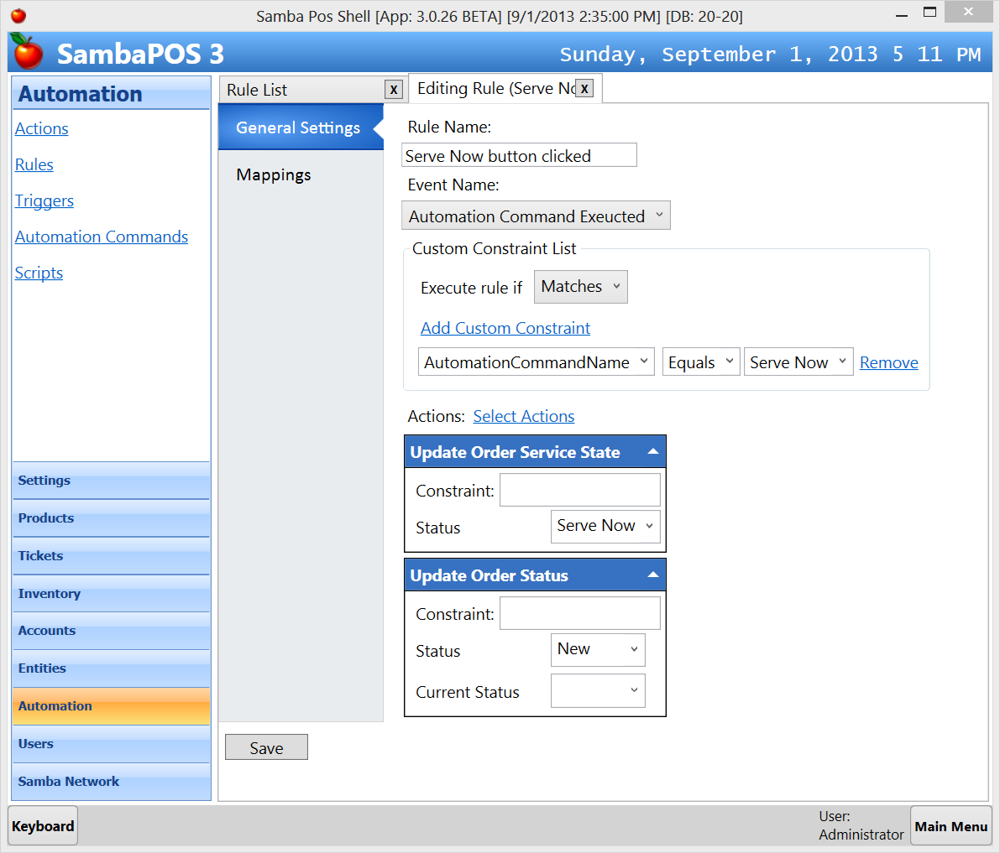 Samba Pos Shell [App: 3.0.26 BETA] [9/1/2013 2:35:00 PM] [DB: 20-20]
SambaPOS 3
Sunday, September 1, 2013 5 11 PM
Automation
Actions
Rules
Triggers
Automation Commands
Scripts
Settings
Products
Tickets
Inventory
Accounts
Entities
Automation
Users
Samba Network
Rule List x
Editing Rule (Serve No x
General Settings
Mappings
Rule Name:
Serve Now button clicked
Event Name:
Automation Command Exeucted
Custom Constraint List
Execute rule if Matches
Add Custom Constraint
AutomationCommandName Equals Serve Now Remove
Actions: Select Actions
Update Order Service State
Constraint:
Status Serve Now
Update Order Status
Constraint:
Status New
Current Status
Save
Keyboard
User:
Administrator
Main Menu